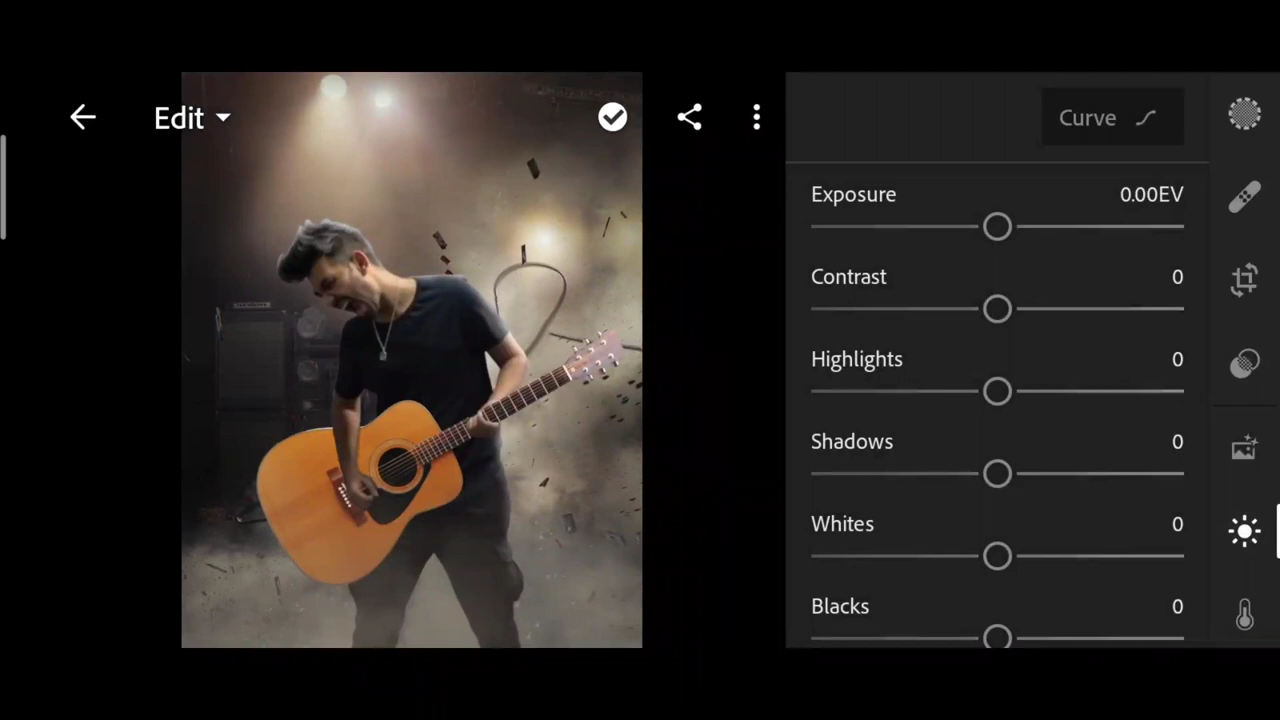 Edit
Curve
Exposure 0.00EV
Contrast 0
Highlights 0
Shadows 0
Whites 0
Blacks 0